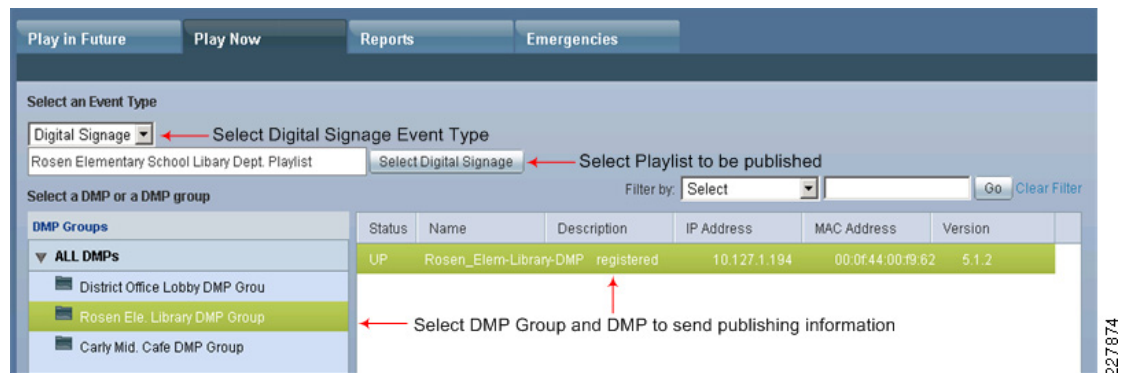 Play in Future Play Now Reports Emergencies
Select an Event Type
Digital Signage Select Digital Signage Event Type
Rosen Elementary School Libary Dept. Playlist Select Digital Signage Select Playlist to be published
Select a DMP or a DMP group Filter by: Select Go Clear Filter
DMP Groups Status Name Description IP Address MAC Address Version
ALL DMPs UP Rosen_Elem-Library-DMP registered 10.127.1.194 00:0f:44:00:f9:62 5.1.2
District Office Lobby DMP Grou
Rosen Ele. Library DMP Group Select DMP Group and DMP to send publishing information
Carly Mid. Cafe DMP Group
227874